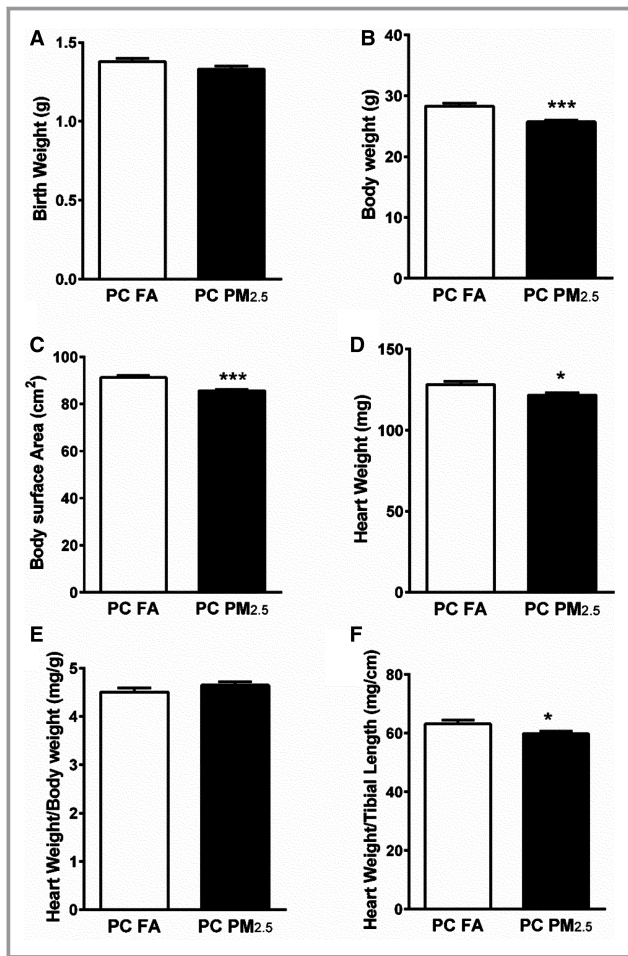 A
Birth Weight (g)
1.5
1.0
0.5
0.0
PC FA PC PM2.5
B
Body weight (g)
40
30
20
10
0
***
PC FA PC PM2.5
C
Body surface Area (cm²)
100
80
60
40
20
0
***
PC FA PC PM2.5
D
Heart Weight (mg)
150
100
50
0
*
PC FA PC PM2.5
E
Heart Weight/Body weight (mg/g)
5
4
3
2
1
0
PC FA PC PM2.5
F
Heart Weight/Tibial Length (mg/cm)
80
60
40
20
0
*
PC FA PC PM2.5